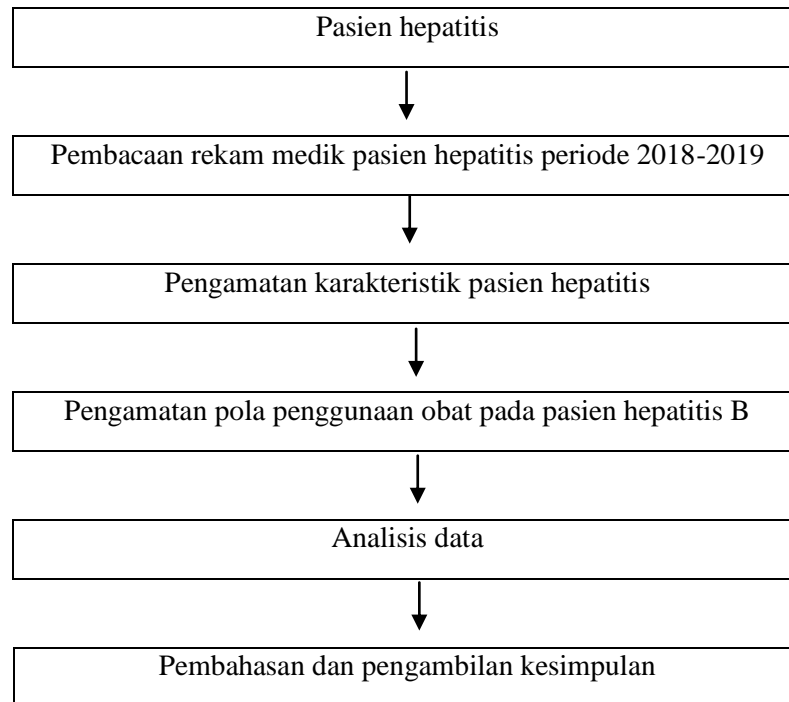 Pasien hepatitis
Pembacaan rekam medik pasien hepatitis periode 2018-2019
Pengamatan karakteristik pasien hepatitis
Pengamatan pola penggunaan obat pada pasien hepatitis B
Analisis data
Pembahasan dan pengambilan kesimpulan